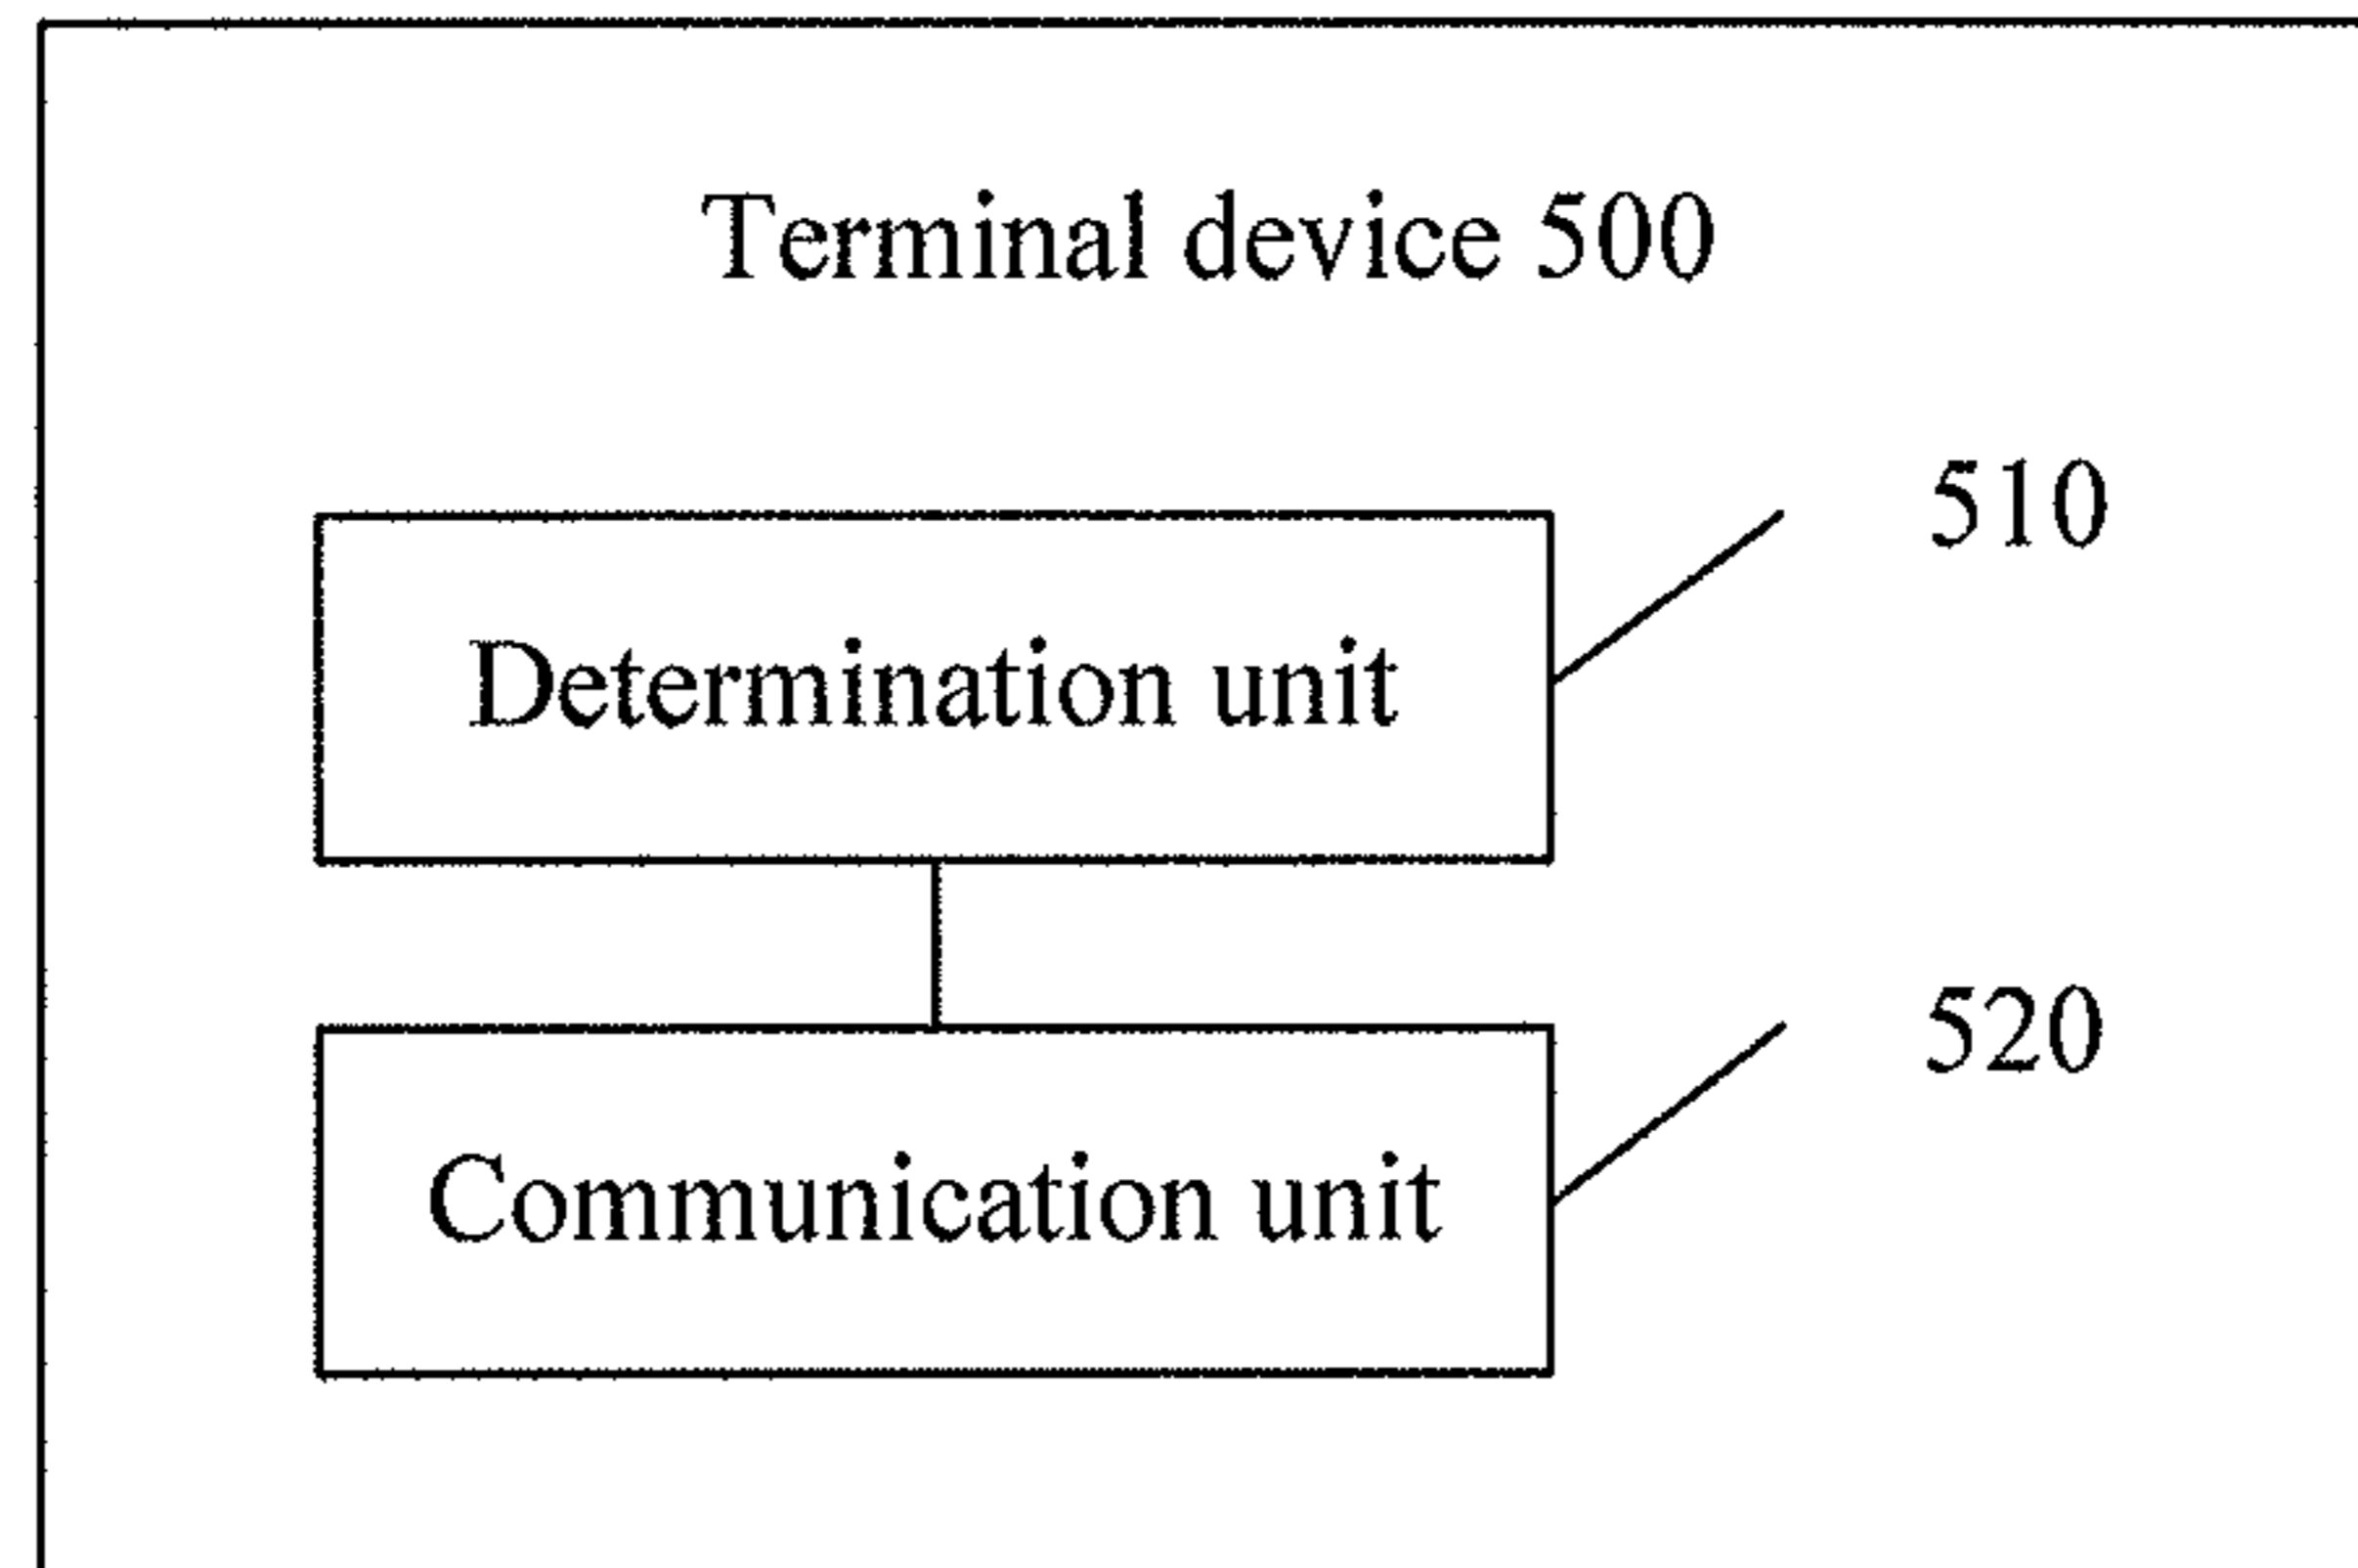 Terminal device 500
510
Determination unit
520
Communication unit